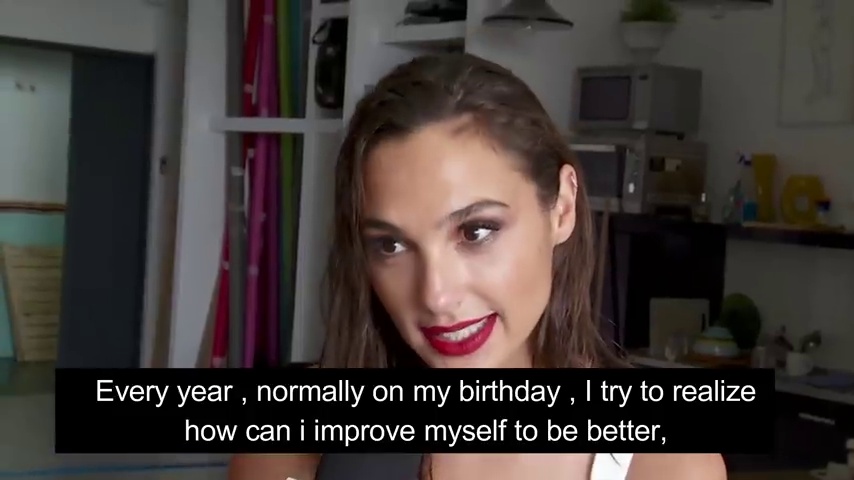 Every year , normally on my birthday , I try to realize
how can i improve myself to be better,